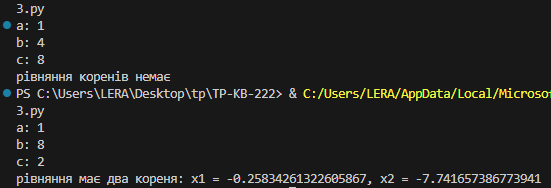 3.py
a: 1
b: 4
c: 8
рівняння коренів немає
PS C:\Users\LERA\Desktop\tp\TP-KB-222> & C:/Users/LERA/AppData/Local/Microsof
3.py
a: 1
b: 8
c: 2
рівняння має два кореня: x1 = -0.25834261322605867, x2 = -7.741657386773941